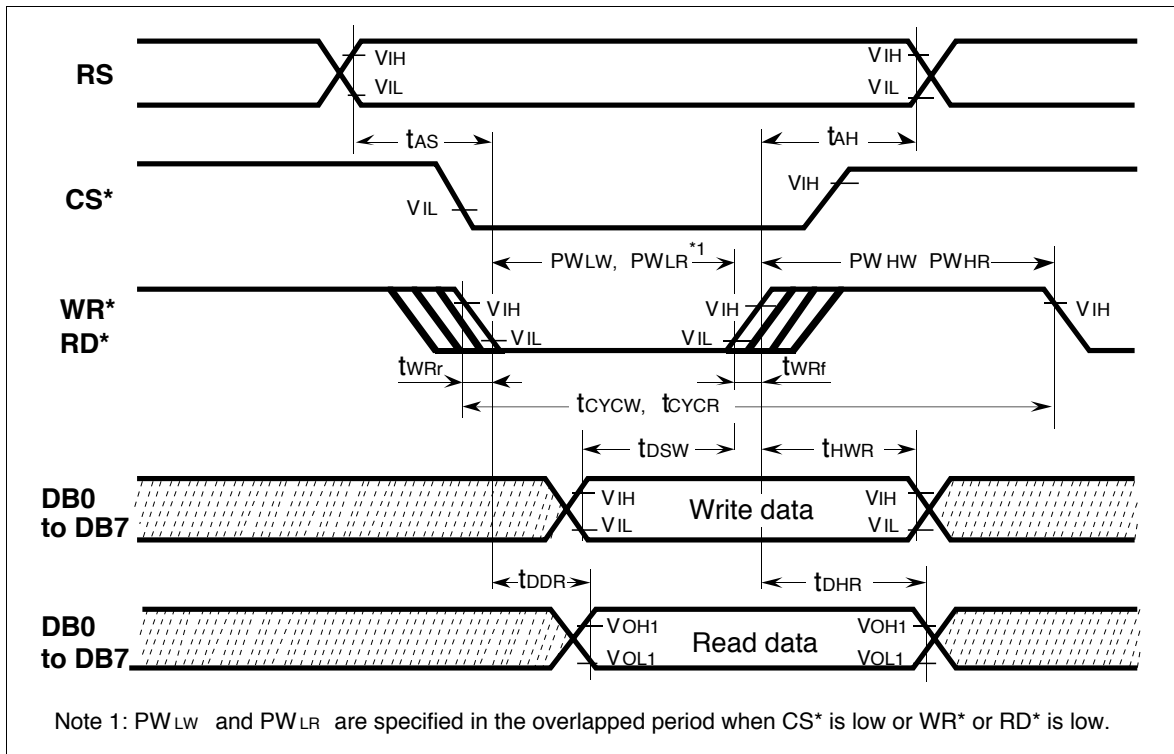 RS
VIH
VIL
VIH
VIL
tAS
tAH
CS*
VIL
VIH
PWLW, PWLR*1
PWHW PWHR
WR*
RD*
VIH
VIL
VIH
VIL
VIH
tWRr
tWRf
tCYCW, tCYCR
tDSW
tHWR
DB0
to DB7
VIH
VIL
Write data
VIH
VIL
tDDR
tDHR
DB0
to DB7
VOH1
VOL1
Read data
VOH1
VOL1
Note 1: PWLW and PWLR are specified in the overlapped period when CS* is low or WR* or RD* is low.